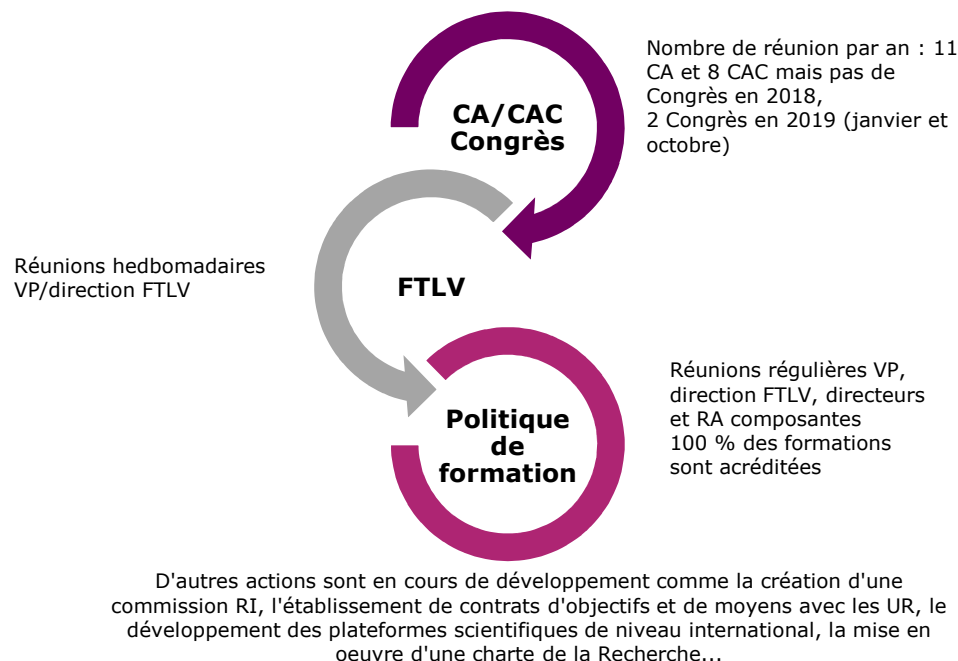 Nombre de réunion par an : 11
CA et 8 CAC mais pas de
Congrès en 2018,
2 Congrès en 2019 (janvier et
octobre)
CA/CAC
Congrès
Réunions hedbomadaires
VP/direction FTLV
FTLV
Réunions régulières VP,
direction FTLV, directeurs
et RA composantes
100 % des formations
sont acréditées
Politique
de
formation
D'autres actions sont en cours de développement comme la création d'une
commission RI, l'établissement de contrats d'objectifs et de moyens avec les UR, le
développement des plateformes scientifiques de niveau international, la mise en
oeuvre d'une charte de la Recherche...